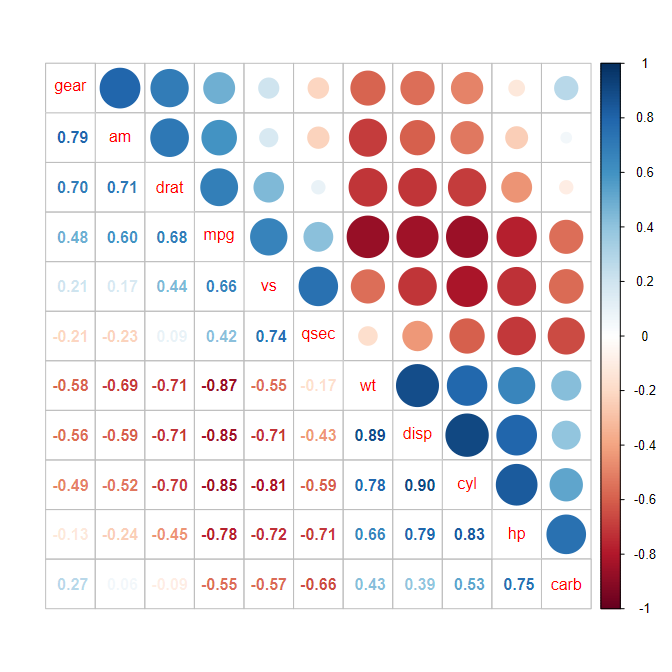 gear
0.79 am
0.70 0.71 drat
0.48 0.60 0.68 mpg
0.21 0.17 0.44 0.66 vs
-0.21 -0.23 0.09 0.42 0.74 qsec
-0.58 -0.69 -0.71 -0.87 -0.55 -0.17 wt
-0.56 -0.59 -0.71 -0.85 -0.71 -0.43 0.89 disp
-0.49 -0.52 -0.70 -0.85 -0.81 -0.59 0.78 0.90 cyl
-0.13 -0.24 -0.45 -0.78 -0.72 -0.71 0.66 0.79 0.83 hp
0.27 0.06 -0.09 -0.55 -0.57 -0.66 0.43 0.39 0.53 0.75 carb
1
0.8
0.6
0.4
0.2
0
-0.2
-0.4
-0.6
-0.8
-1